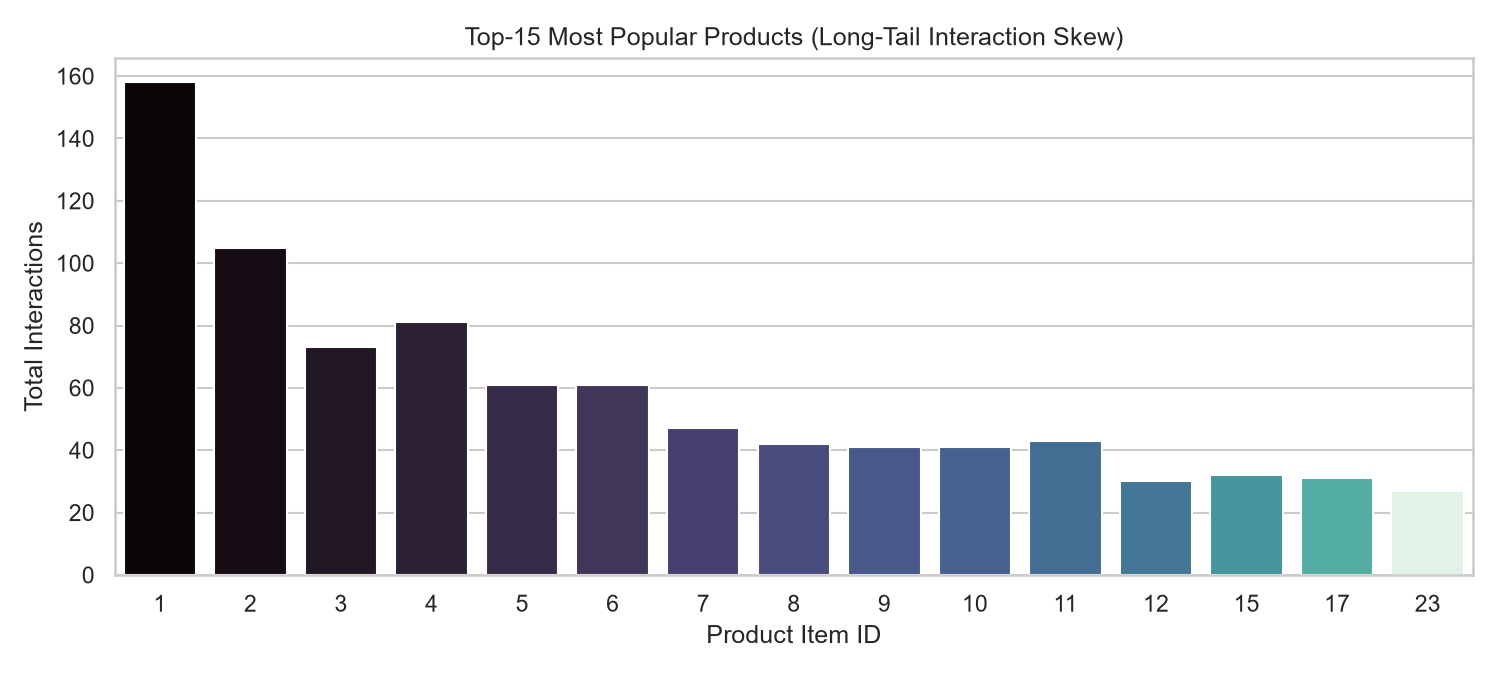 Top-15 Most Popular Products (Long-Tail Interaction Skew)
Total Interactions
160
140
120
100
80
60
40
20
0
1 2 3 4 5 6 7 8 9 10 11 12 15 17 23
Product Item ID